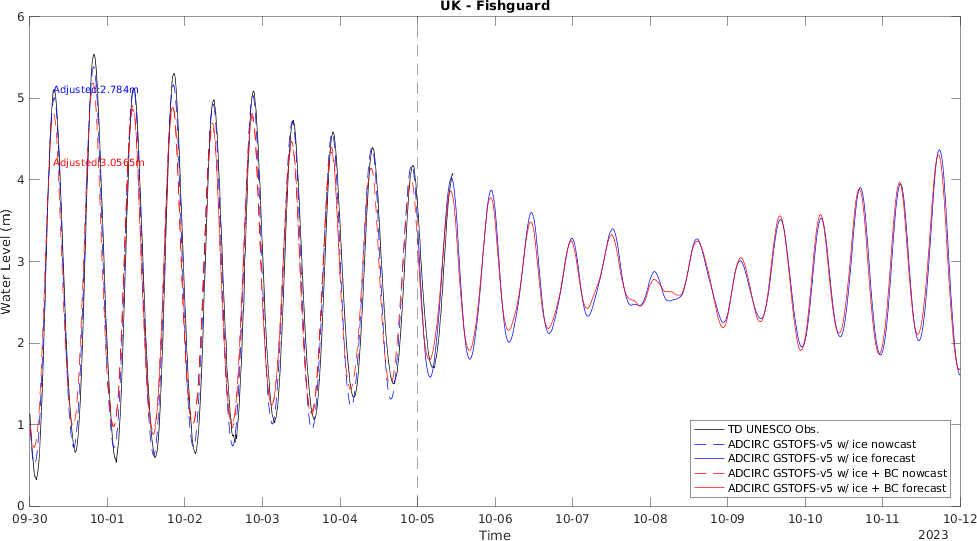 UK - Fishguard
6
5
4
3
2
1
0
Water Level (m)
Adjusted:2.784m
Adjusted:3.0565m
TD UNESCO Obs.
ADCIRC GSTOFS-v5 w/ ice nowcast
ADCIRC GSTOFS-v5 w/ ice forecast
ADCIRC GSTOFS-v5 w/ ice + BC nowcast
ADCIRC GSTOFS-v5 w/ ice + BC forecast
09-30 10-01 10-02 10-03 10-04 10-05 10-06 10-07 10-08 10-09 10-10 10-11 10-12
Time
2023